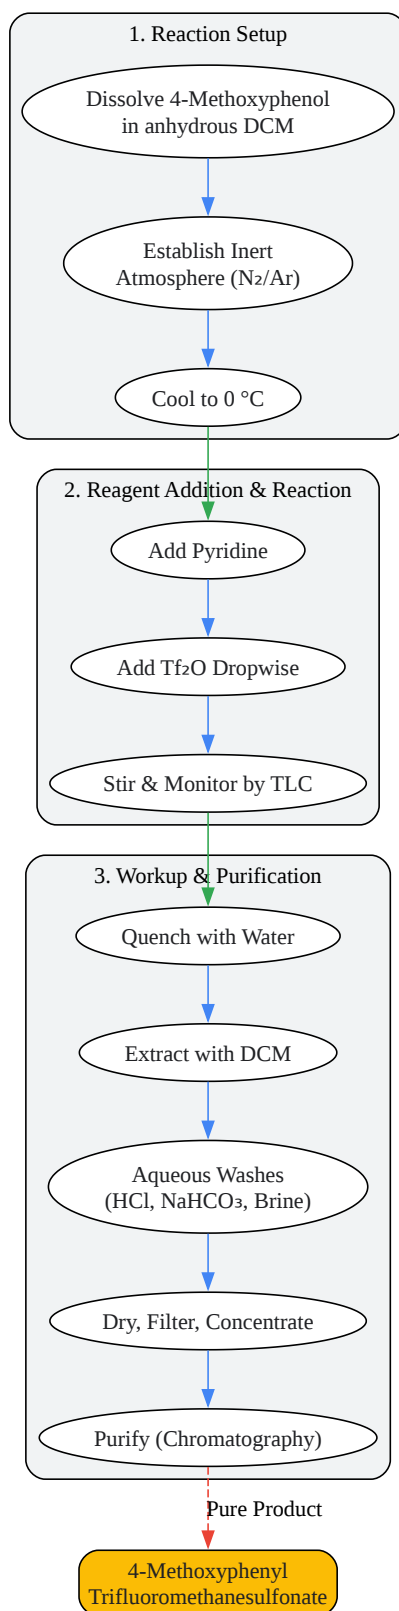 1. Reaction Setup
Dissolve 4-Methoxyphenol
in anhydrous DCM
Establish Inert
Atmosphere (N₂/Ar)
Cool to 0 °C
2. Reagent Addition & Reaction
Add Pyridine
Add Tf₂O Dropwise
Stir & Monitor by TLC
3. Workup & Purification
Quench with Water
Extract with DCM
Aqueous Washes
(HCl, NaHCO₃, Brine)
Dry, Filter, Concentrate
Purify (Chromatography)
Pure Product
4-Methoxyphenyl
Trifluoromethanesulfonate